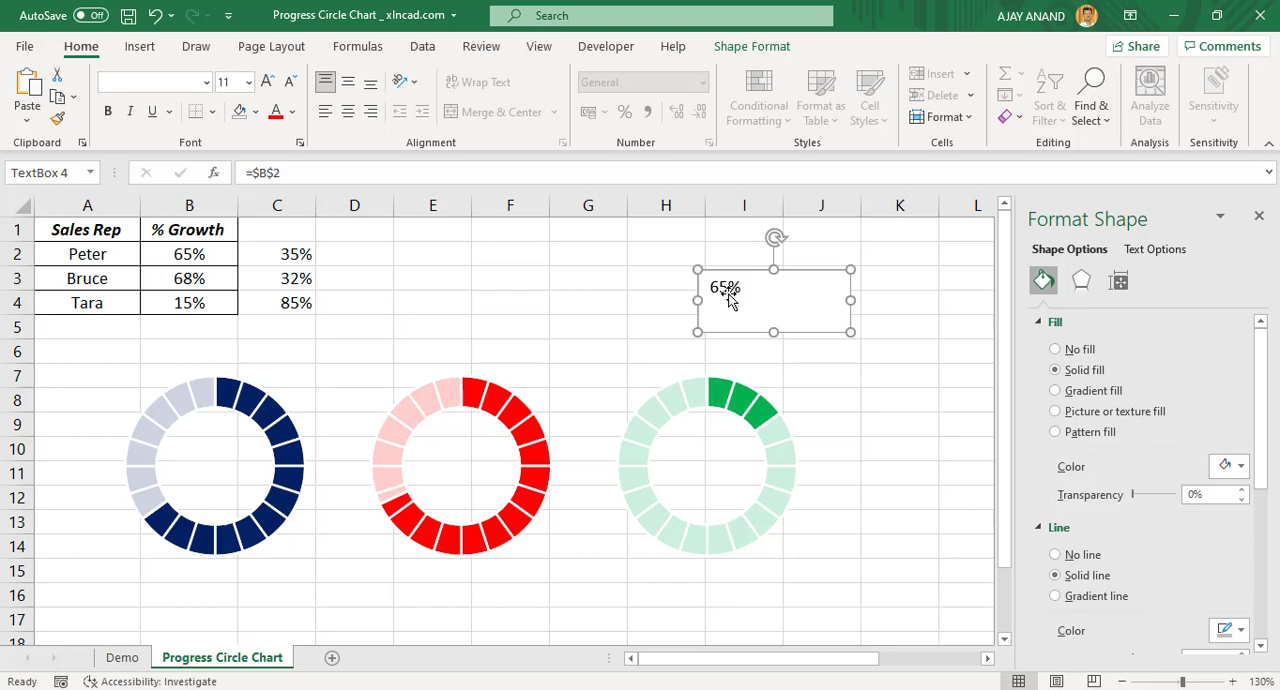 AutoSave Off Progress Circle Chart _ xlncad.com Search AJAY ANAND
File Home Insert Draw Page Layout Formulas Data Review View Developer Help Shape Format Share Comments
Paste 11 A A Wrap Text General Conditional Formatting Format as Table Cell Styles Insert Delete Format Sort & Filter Find & Select Analyze Data Sensitivity
B I U A Merge & Center % 9
Clipboard Font Alignment Number Styles Cells Editing Analysis Sensitivity
TextBox 4 fx =$B$2
A B C D E F G H I J K L
1 Sales Rep % Growth
2 Peter 65% 35%
3 Bruce 68% 32%
4 Tara 15% 85%
65%
5
6
7
8
9
10
11
12
13
14
15
16
17
18
Format Shape
Shape Options Text Options
Fill
No fill
Solid fill
Gradient fill
Picture or texture fill
Pattern fill
Color
Transparency 0%
Line
No line
Solid line
Gradient line
Color
Demo Progress Circle Chart
Ready Accessibility: Investigate 130%